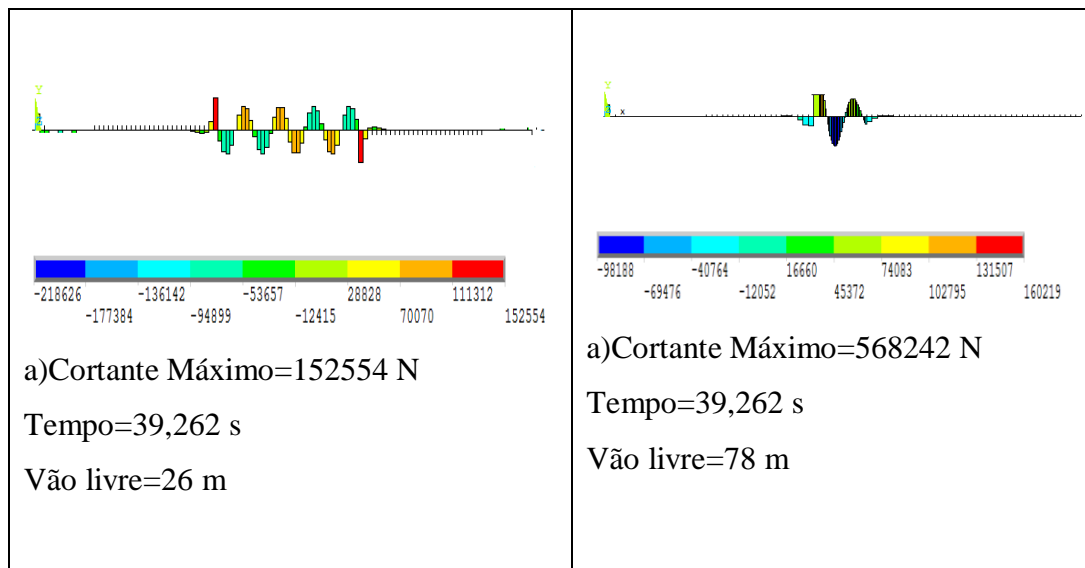 Y
-218626
-136142
-53657
28828
111312
-177384
-94899
-12415
70070
152554
a)Cortante Máximo=152554 N
Tempo=39,262 s
Vão livre=26 m
Y
x
-98188
-40764
16660
74083
131507
-69476
-12052
45372
102795
160219
a)Cortante Máximo=568242 N
Tempo=39,262 s
Vão livre=78 m